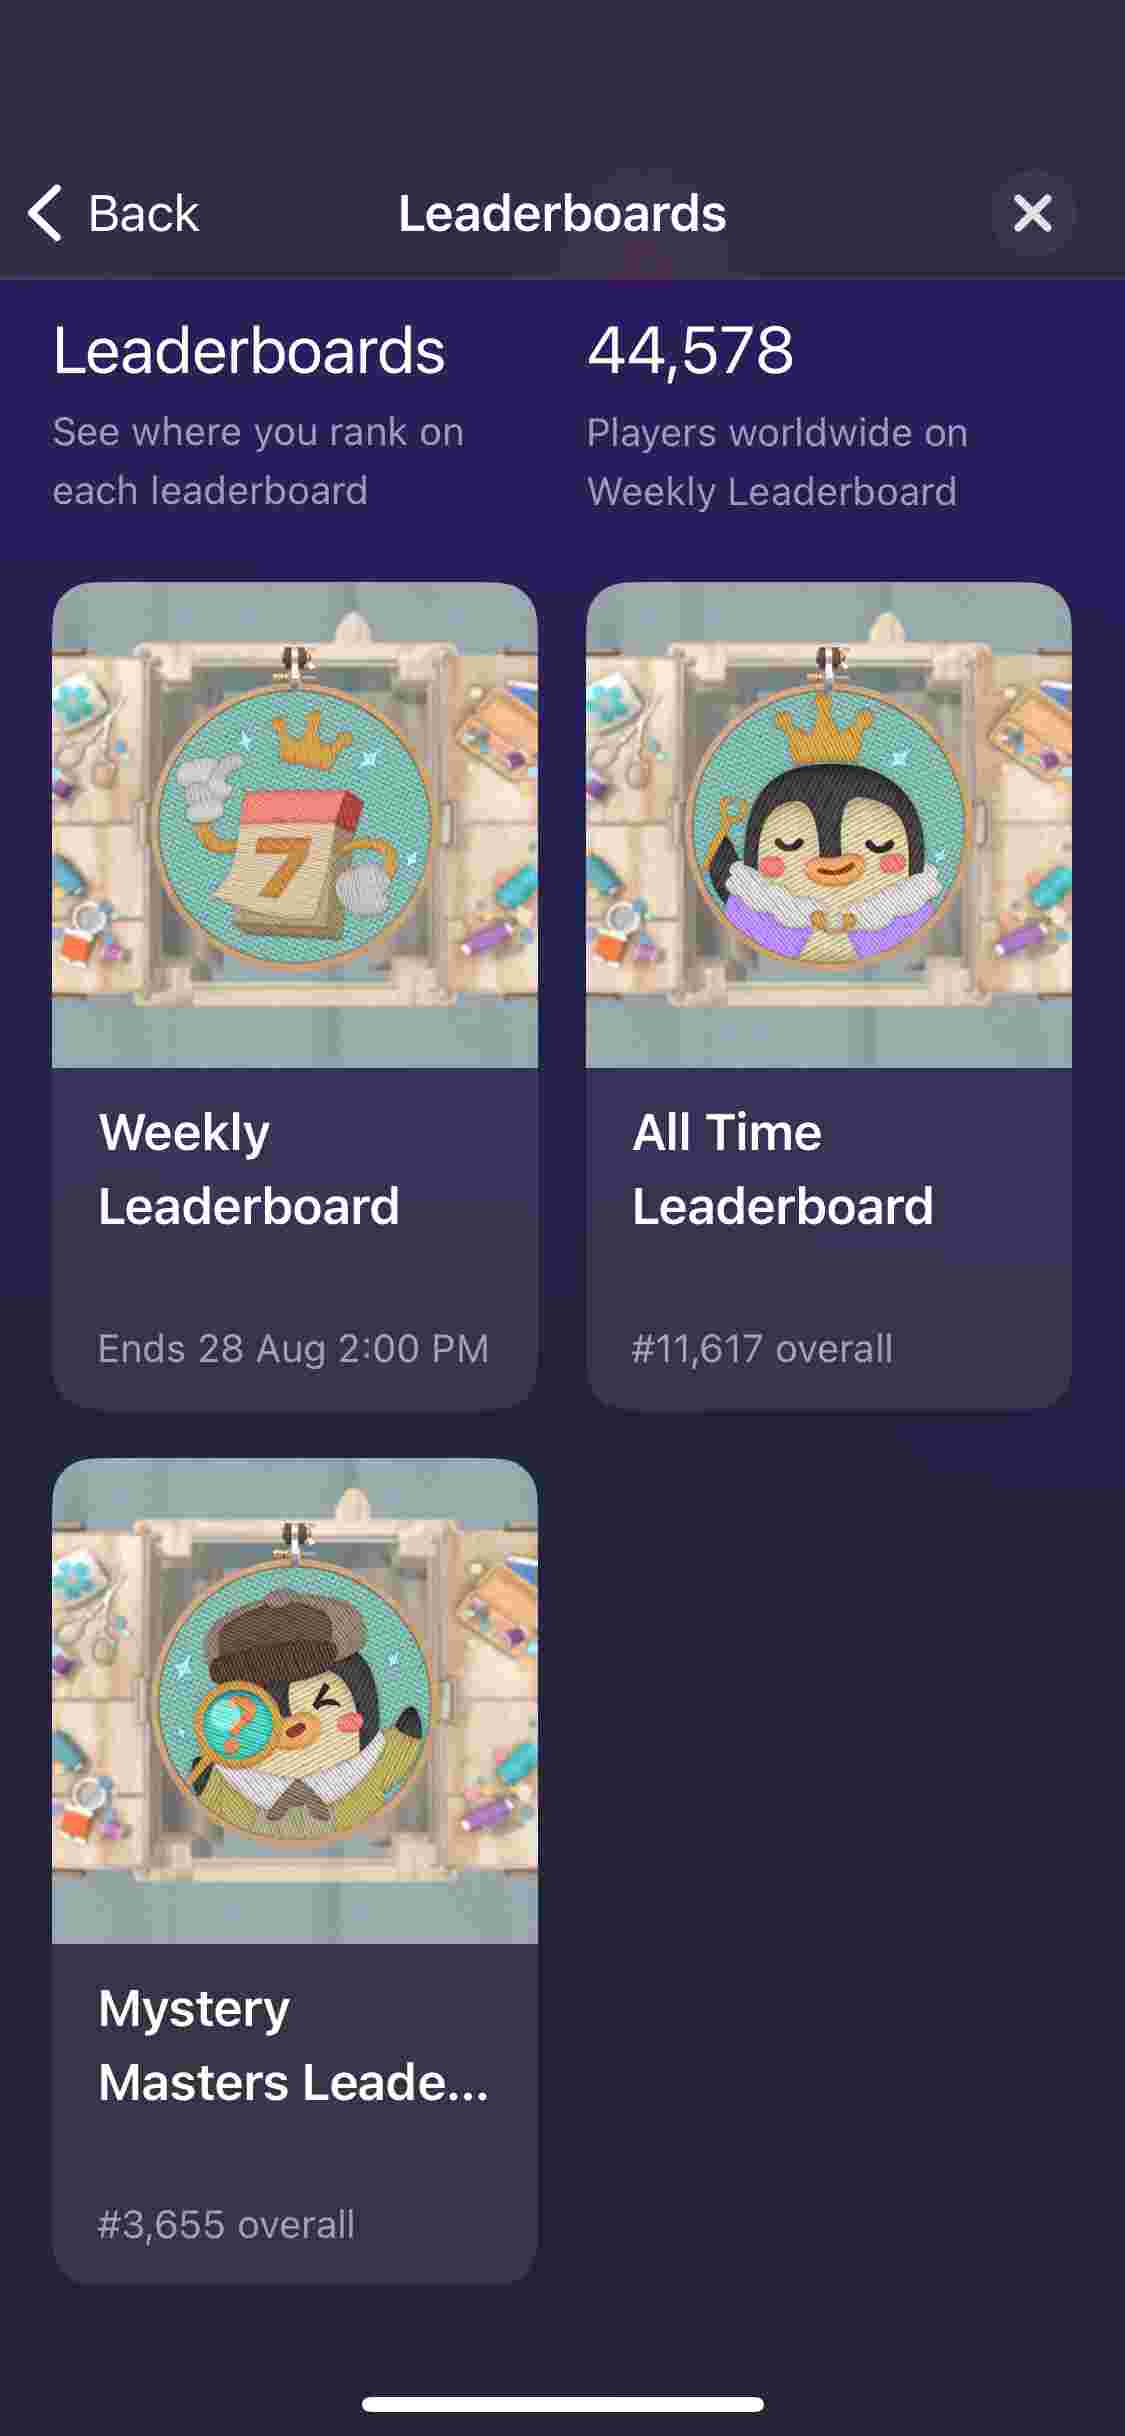 Back
Leaderboards
Leaderboards
See where you rank on
each leaderboard
44,578
Players worldwide on
Weekly Leaderboard
7
Weekly
Leaderboard
Ends 28 Aug 2:00 PM
All Time
Leaderboard
#11,617 overall
?
Mystery
Masters Leade...
#3,655 overall